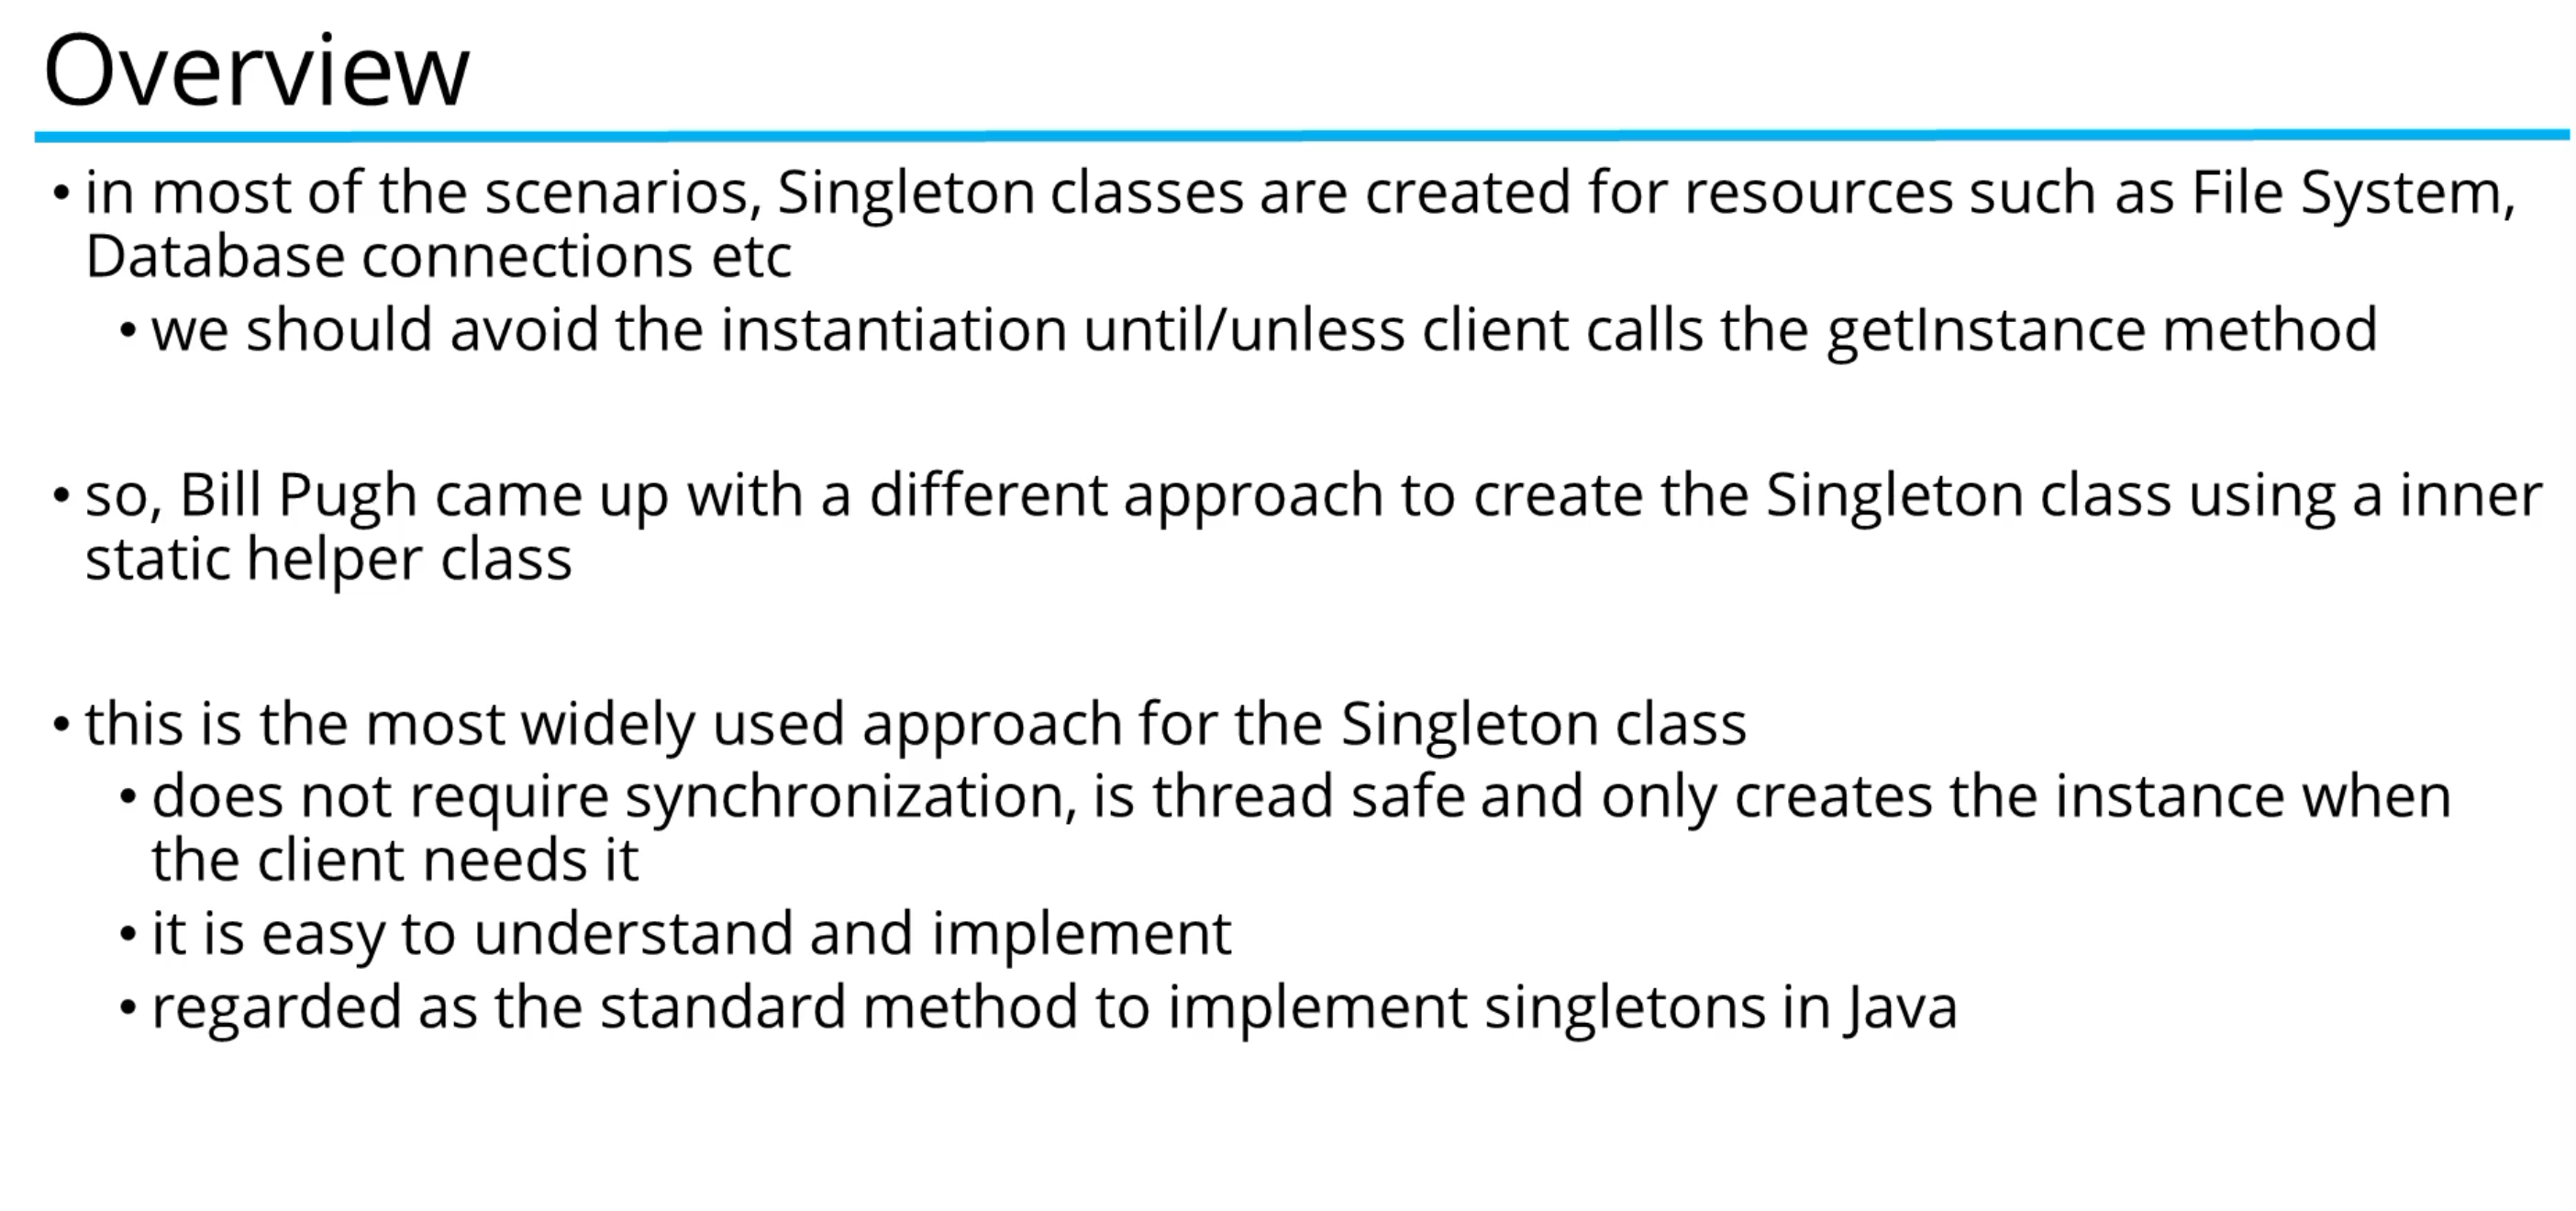 Overview
• in most of the scenarios, Singleton classes are created for resources such as File System,
Database connections etc
• we should avoid the instantiation until/unless client calls the getInstance method
• so, Bill Pugh came up with a different approach to create the Singleton class using a inner
static helper class
• this is the most widely used approach for the Singleton class
• does not require synchronization, is thread safe and only creates the instance when
the client needs it
• it is easy to understand and implement
• regarded as the standard method to implement singletons in Java